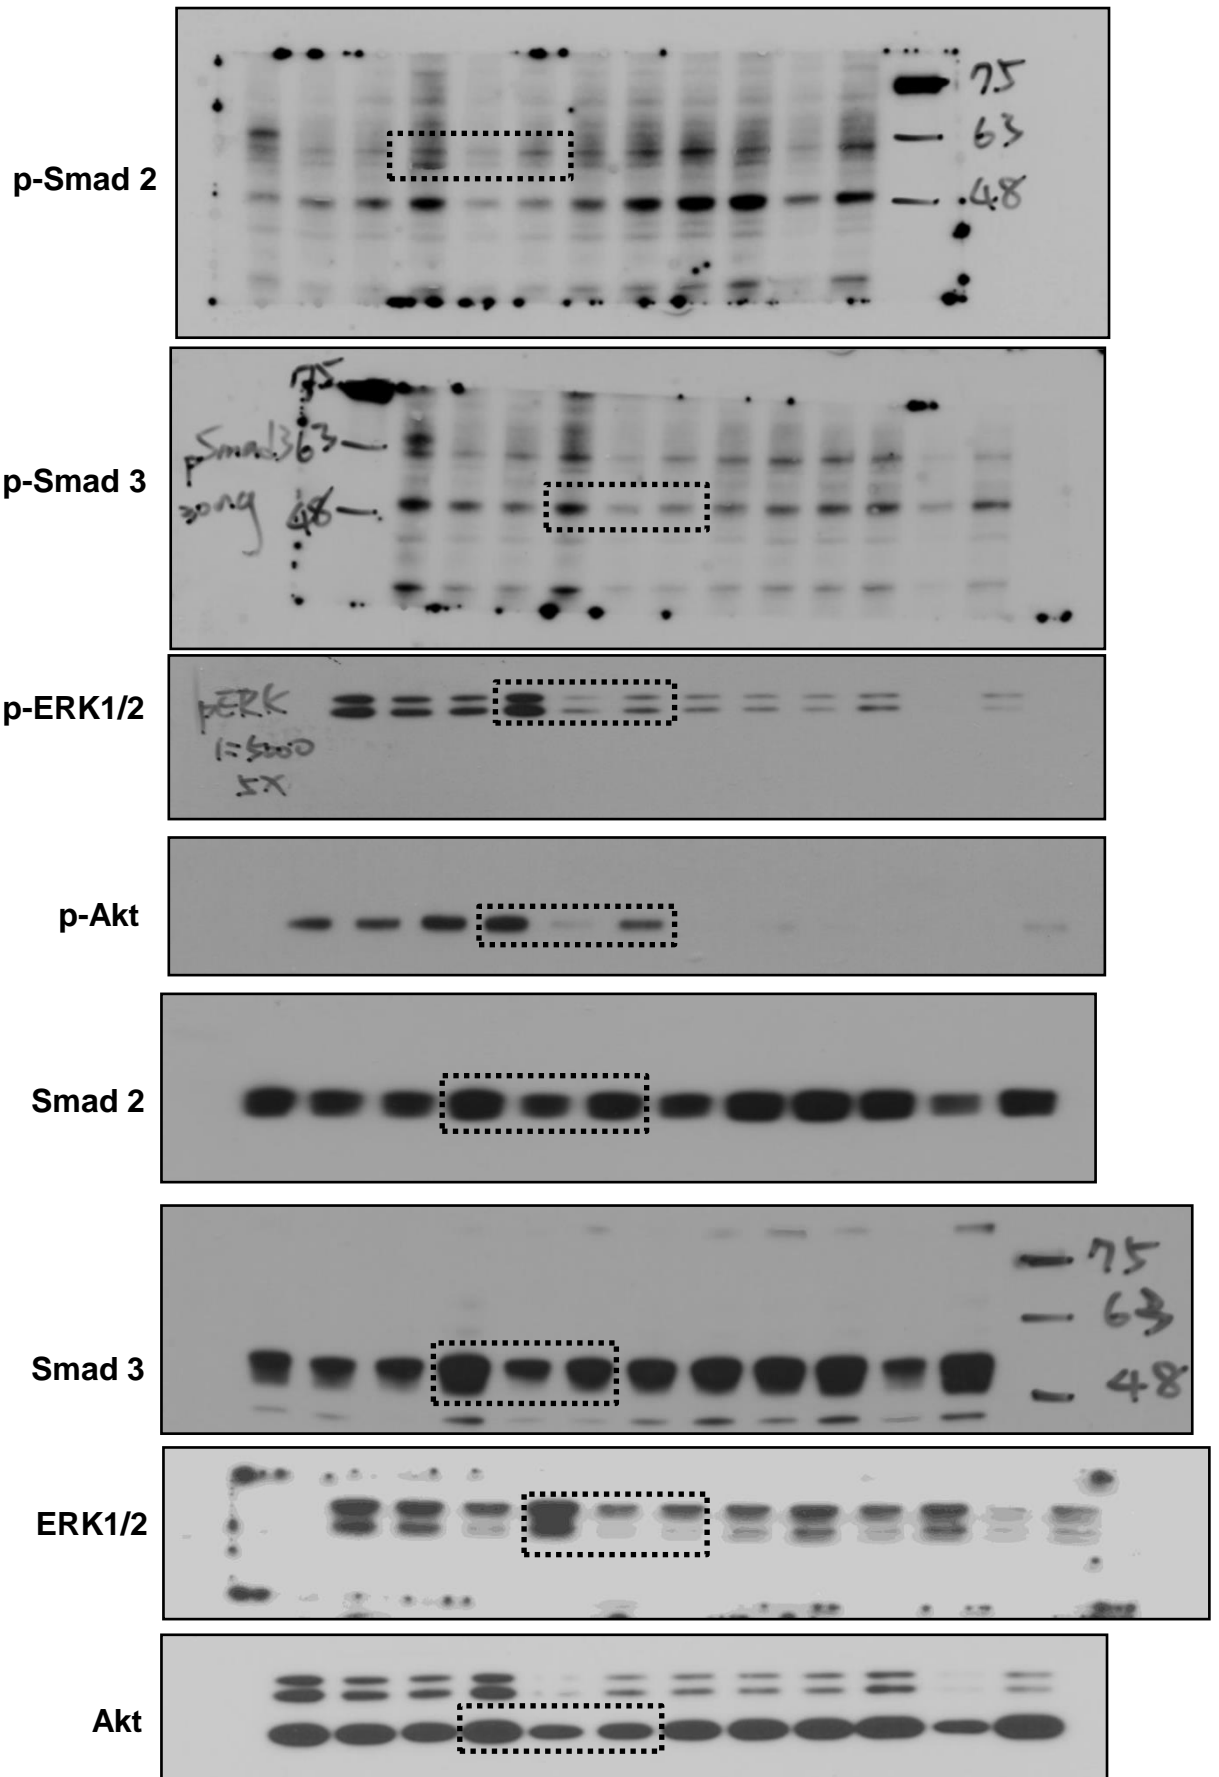 p-Smad 2
75
63
48
p-Smad 3
75
pSmad3 63
30ng 48
p-ERK1/2
pERK
1=5000
5X
p-Akt
Smad 2
Smad 3
75
63
48
ERK1/2
Akt